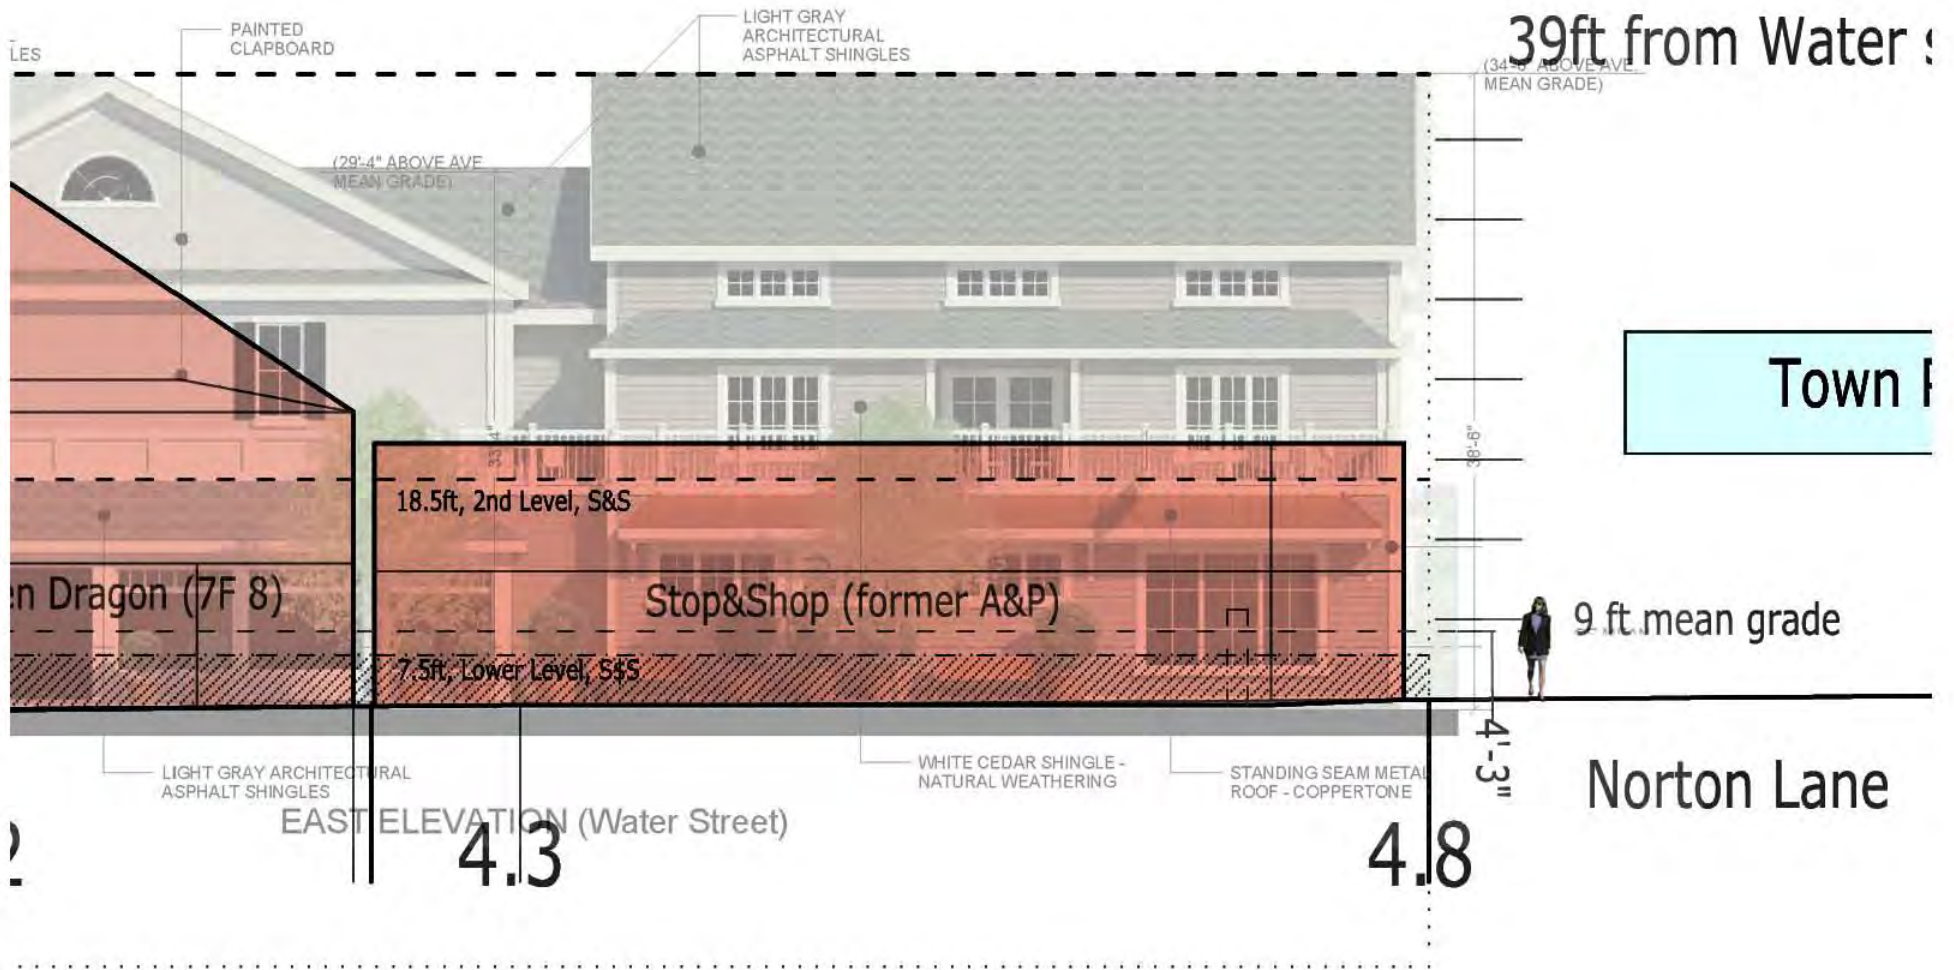 LES
PAINTED
CLAPBOARD
LIGHT GRAY
ARCHITECTURAL
ASPHALT SHINGLES
39ft from Water s
ABOVE AVE.
MEAN GRADE)
(29'-4" ABOVE AVE
MEAN GRADE)
Town
38'-6"
18.5ft, 2nd Level, S&S
en Dragon (7F 8)
Stop&Shop (former A&P)
9 ft mean grade
7.5ft, Lower Level, S$S
4'-3"
LIGHT GRAY ARCHITECTURAL
ASPHALT SHINGLES
WHITE CEDAR SHINGLE -
NATURAL WEATHERING
STANDING SEAM METAL
ROOF - COPPERTONE
Norton Lane
EAST ELEVATION (Water Street)
2
4.3
4.8